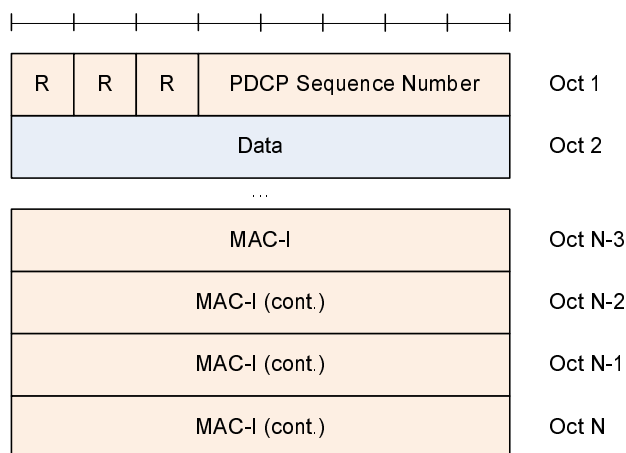 R R R PDCP Sequence Number Oct 1
Data Oct 2
...
MAC-I Oct N-3
MAC-I (cont.) Oct N-2
MAC-I (cont.) Oct N-1
MAC-I (cont.) Oct N